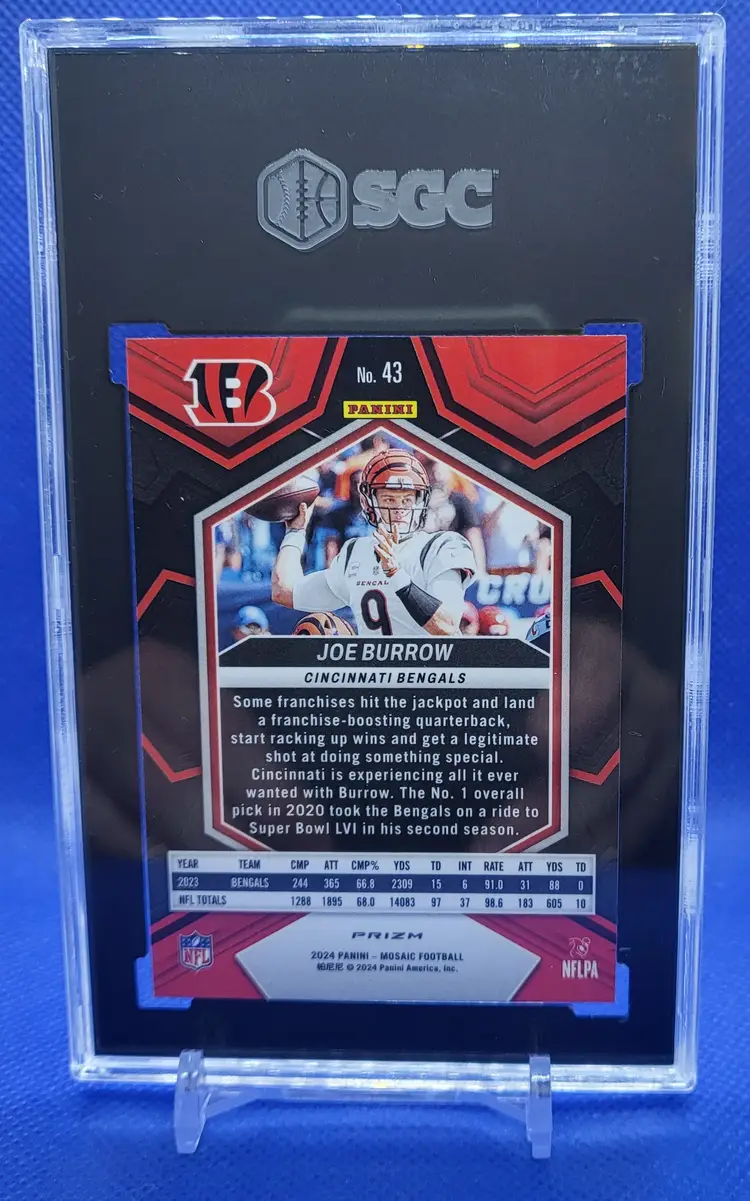 SGC
B
No. 43
PANINI
BENGALS
9
CRU
JOE BURROW
CINCINNATI BENGALS
Some franchises hit the jackpot and land
a franchise-boosting quarterback,
start racking up wins and get a legitimate
shot at doing something special.
Cincinnati is experiencing all it ever
wanted with Burrow. The No. 1 overall
pick in 2020 took the Bengals on a ride to
Super Bowl LVI in his second season.
YEAR TEAM CMP ATT CMP% YDS TD INT RATE ATT YDS TD
2023 BENGALS 244 365 66.8 2309 15 6 91.0 31 88 0
NFL TOTALS 1288 1895 68.0 14083 97 37 98.6 183 605 10
PRIZM
2024 PANINI – MOSAIC FOOTBALL
帕尼尼 © 2024 Panini America, Inc.
NFL
NFLPA